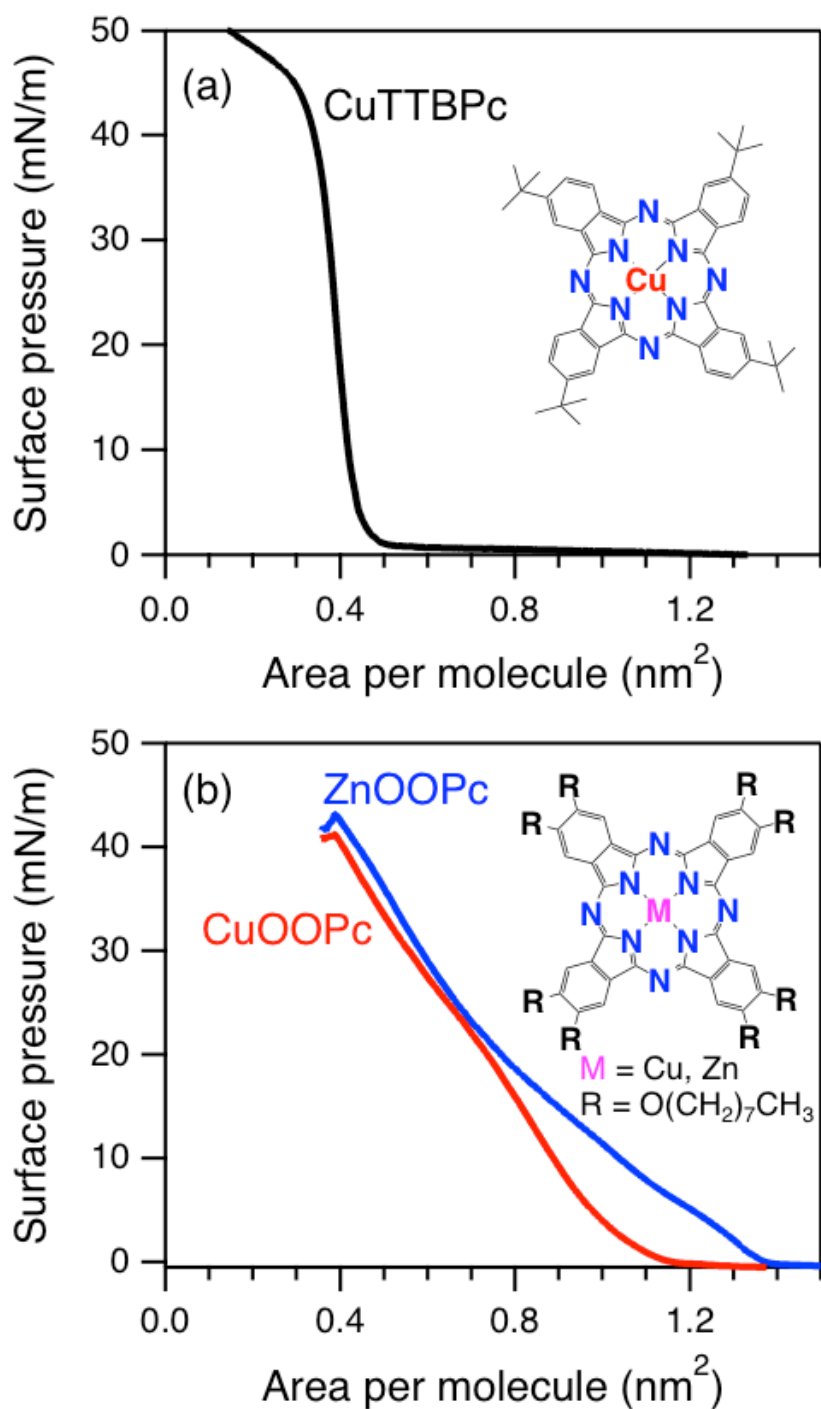 (a)
CuTTBPc
Surface pressure (mN/m)
50
40
30
20
10
0
N
N
N
N
Cu
N
N
N
N
0.0
0.4
0.8
1.2
Area per molecule (nm²)
(b)
ZnOOPc
CuOOPc
Surface pressure (mN/m)
50
40
30
20
10
0
R
R
R
R
N
N
N
N
M
N
N
N
N
R
R
R
R
M = Cu, Zn
R = O(CH₂)₇CH₃
0.0
0.4
0.8
1.2
Area per molecule (nm²)